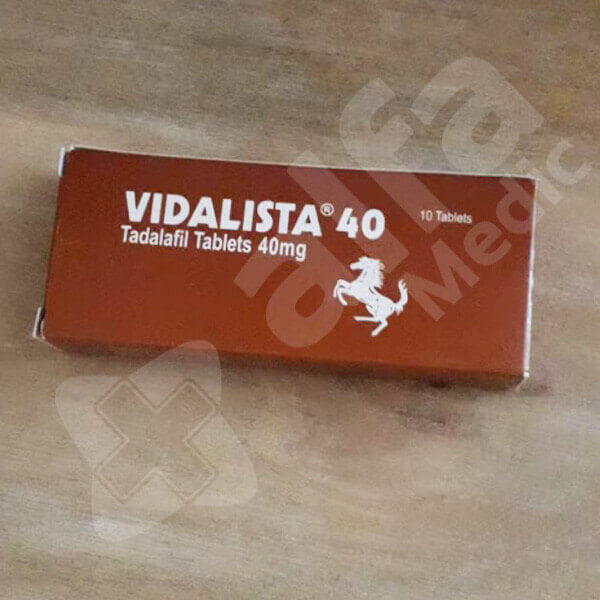 VIDALISTA® 40
10 Tablets
Tadalafil Tablets 40mg
alfa
Medic